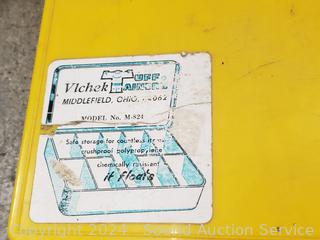 Vlchek
MIDDLEFIELD, OHIO, 44062
MODEL No. M-824
Safe storage for countless items
crushproof polypropylene
chemically resistant
it floats
Copyright 2024 - Sound Auction Service